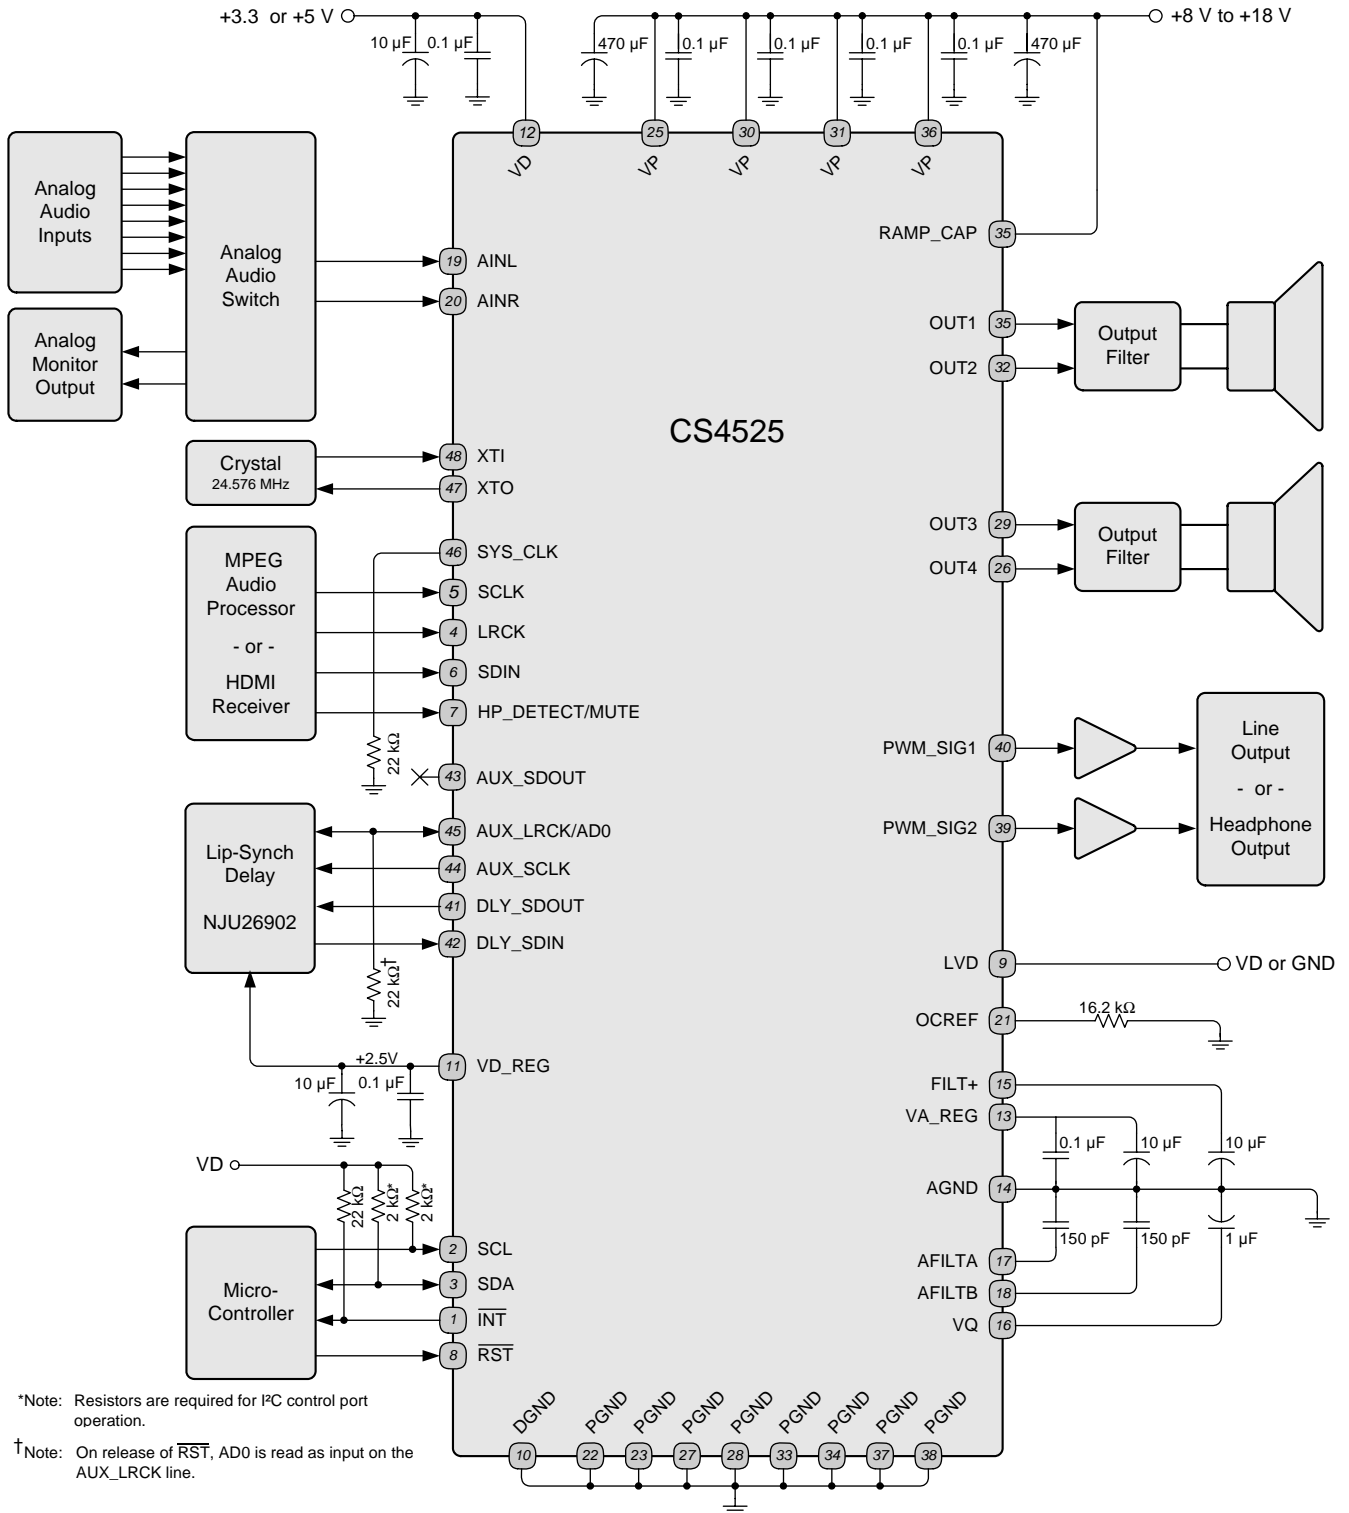 +3.3 or +5 V
+8 V to +18 V
10 µF
0.1 µF
470 µF
0.1 µF
0.1 µF
0.1 µF
0.1 µF
470 µF
12
25
30
31
36
VD
VP
VP
VP
VP
Analog
Audio
Inputs
Analog
Audio
Switch
Analog
Monitor
Output
19 AINL
20 AINR
RAMP_CAP 35
OUT1 35
OUT2 32
Output
Filter
CS4525
Crystal
24.576 MHz
48 XTI
47 XTO
OUT3 29
OUT4 26
Output
Filter
MPEG
Audio
Processor
- or -
HDMI
Receiver
46 SYS_CLK
5 SCLK
4 LRCK
6 SDIN
7 HP_DETECT/MUTE
22 kΩ
43 AUX_SDOUT
PWM_SIG1 40
PWM_SIG2 39
Line
Output
- or -
Headphone
Output
Lip-Synch
Delay
NJU26902
45 AUX_LRCK/AD0
44 AUX_SCLK
41 DLY_SDOUT
42 DLY_SDIN
22 kΩ†
LVD 9
VD or GND
OCREF 21
16.2 kΩ
+2.5V
11 VD_REG
10 µF
0.1 µF
FILT+ 15
VA_REG 13
0.1 µF
10 µF
10 µF
AGND 14
150 pF
150 pF
1 µF
AFILTA 17
AFILTB 18
VQ 16
VD
22 kΩ
2 kΩ*
2 kΩ*
Micro-
Controller
2 SCL
3 SDA
1 INT
8 RST
*Note: Resistors are required for I²C control port
operation.
†Note: On release of RST, AD0 is read as input on the
AUX_LRCK line.
DGND
PGND
PGND
PGND
PGND
PGND
PGND
PGND
PGND
10
22
23
27
28
33
34
37
38